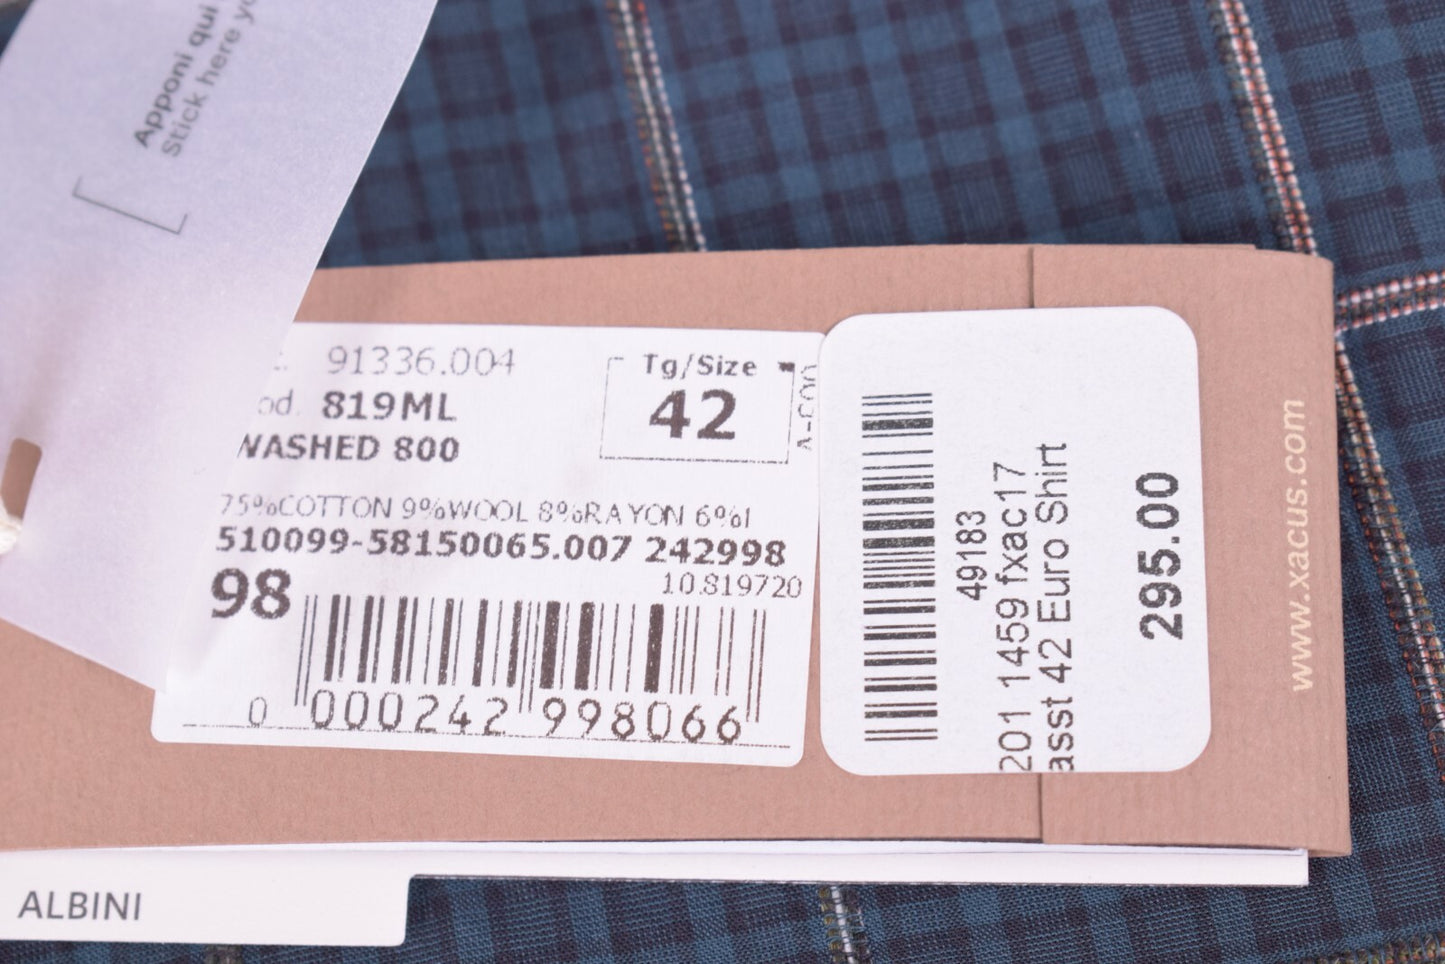 Apponi qui
Stick here
91336.004
819ML
WASHED 800
Tg/Size
42
75%COTTON 9%WOOL 8%RAYON 6%I
510099-58150065.007 242998
98
10.819720
0 000242 998066
49183
201 1459 fxac17
asst 42 Euro Shirt
295.00
www.xacus.com
ALBINI